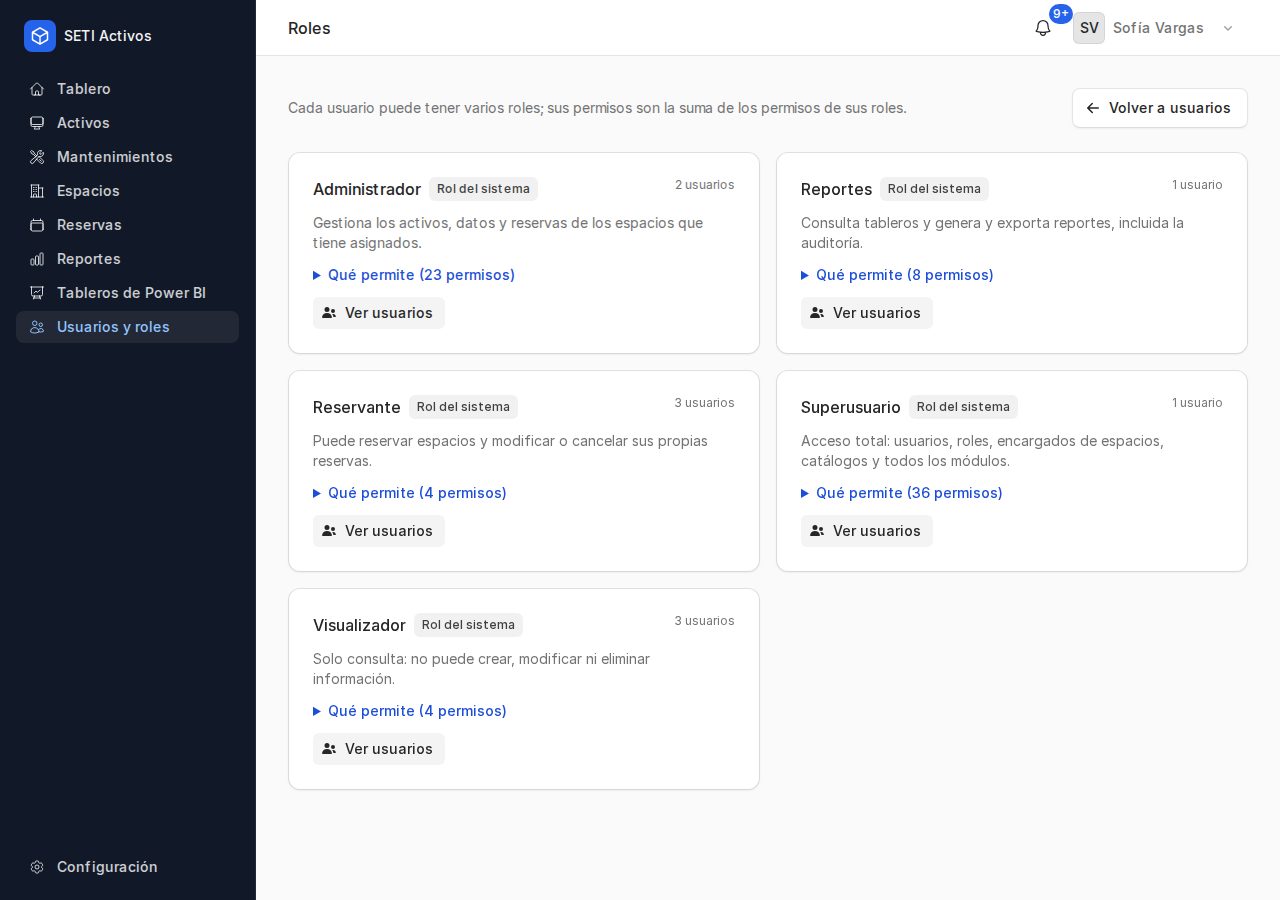 SETI Activos
Tablero
Activos
Mantenimientos
Espacios
Reservas
Reportes
Tableros de Power BI
Usuarios y roles
Configuración
Roles
9+
SV
Sofía Vargas
Cada usuario puede tener varios roles; sus permisos son la suma de los permisos de sus roles.
Volver a usuarios
Administrador
Rol del sistema
2 usuarios
Gestiona los activos, datos y reservas de los espacios que
tiene asignados.
Qué permite (23 permisos)
Ver usuarios
Reportes
Rol del sistema
1 usuario
Consulta tableros y genera y exporta reportes, incluida la
auditoría.
Qué permite (8 permisos)
Ver usuarios
Reservante
Rol del sistema
3 usuarios
Puede reservar espacios y modificar o cancelar sus propias
reservas.
Qué permite (4 permisos)
Ver usuarios
Superusuario
Rol del sistema
1 usuario
Acceso total: usuarios, roles, encargados de espacios,
catálogos y todos los módulos.
Qué permite (36 permisos)
Ver usuarios
Visualizador
Rol del sistema
3 usuarios
Solo consulta: no puede crear, modificar ni eliminar
información.
Qué permite (4 permisos)
Ver usuarios